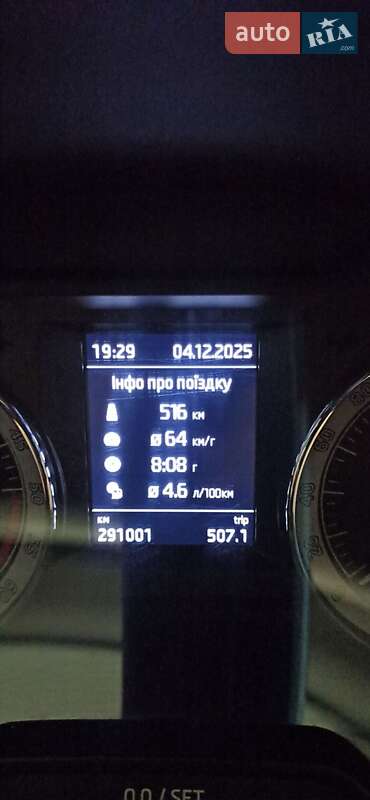 auto RIA.com
19:29 04.12.2025
Інфо про поїздку
516 км
ø 64 км/г
8:08 г
ø 4.6 л/100км
км trip
291001 507.1
0.0 / SET